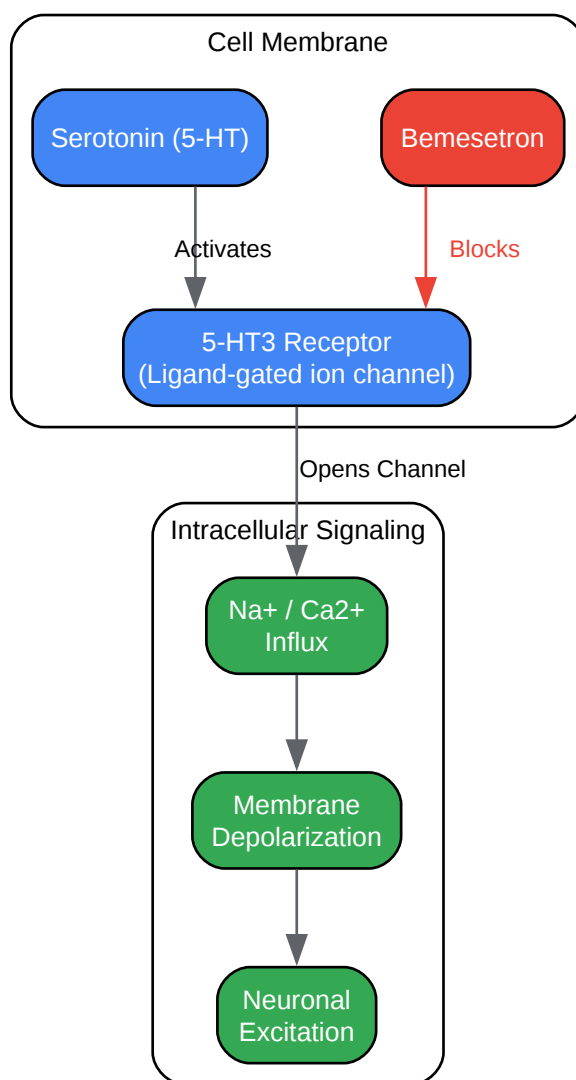 Cell Membrane
Serotonin (5-HT)
Bemesetron
Activates
Blocks
5-HT3 Receptor
(Ligand-gated ion channel)
Opens Channel
Intracellular Signaling
Na+ / Ca2+
Influx
Membrane
Depolarization
Neuronal
Excitation